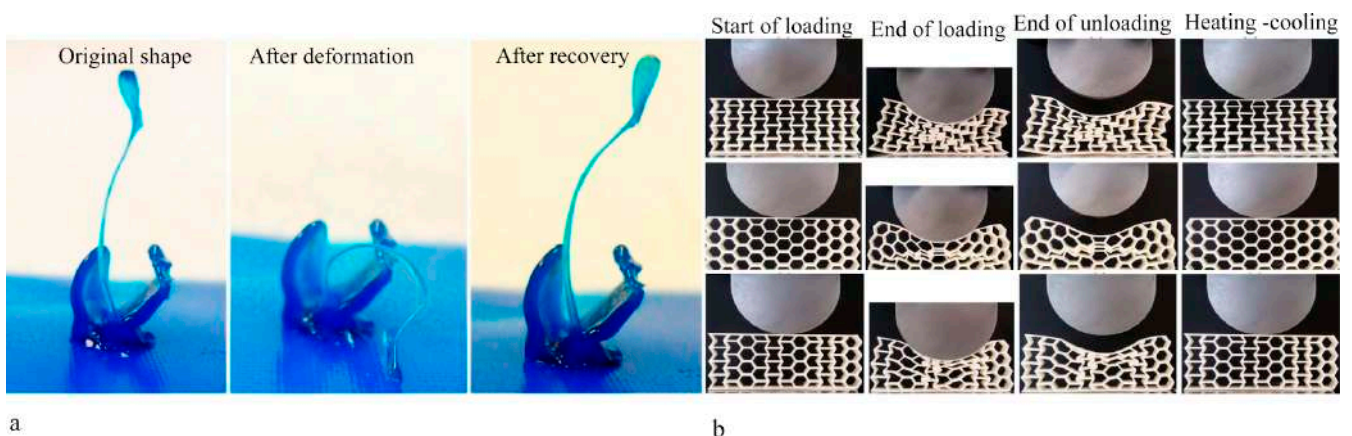 Original shape
After deformation
After recovery
Start of loading
End of loading
End of unloading
Heating -cooling
a
b